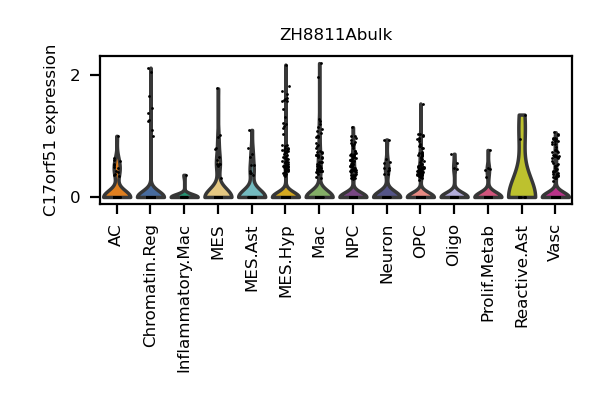 ZH8811Abulk
C17orf51 expression
2
0
AC
Chromatin.Reg
Inflammatory.Mac
MES
MES.Ast
MES.Hyp
Mac
NPC
Neuron
OPC
Oligo
Prolif.Metab
Reactive.Ast
Vasc